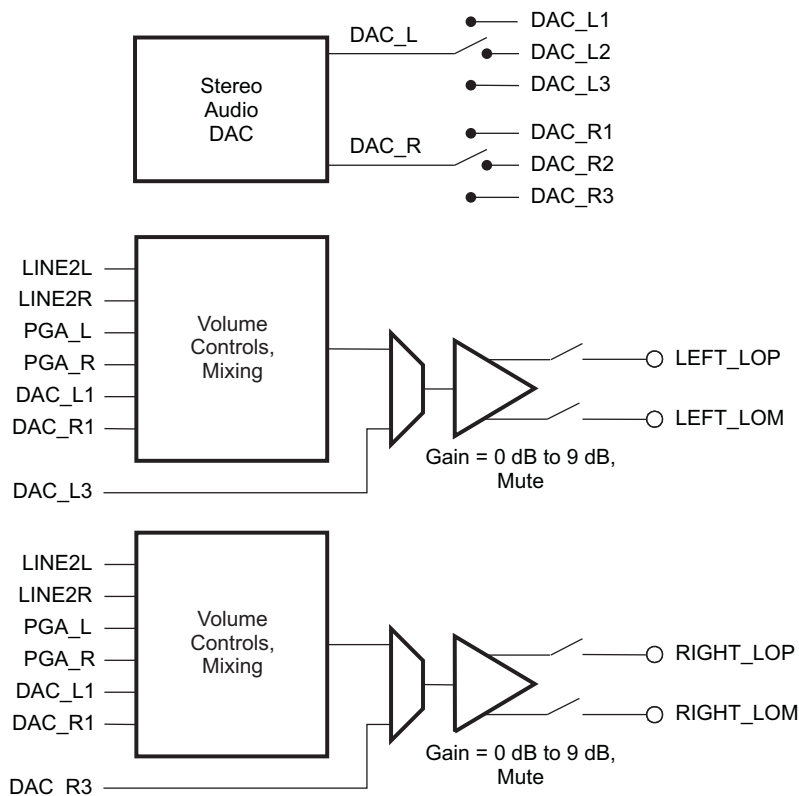 DAC_L1
DAC_L
DAC_L2
DAC_L3
Stereo
Audio
DAC
DAC_R1
DAC_R
DAC_R2
DAC_R3
LINE2L
LINE2R
PGA_L
PGA_R
DAC_L1
DAC_R1
Volume
Controls,
Mixing
LEFT_LOP
LEFT_LOM
Gain = 0 dB to 9 dB,
Mute
DAC_L3
LINE2L
LINE2R
PGA_L
PGA_R
DAC_L1
DAC_R1
Volume
Controls,
Mixing
RIGHT_LOP
RIGHT_LOM
Gain = 0 dB to 9 dB,
Mute
DAC_R3